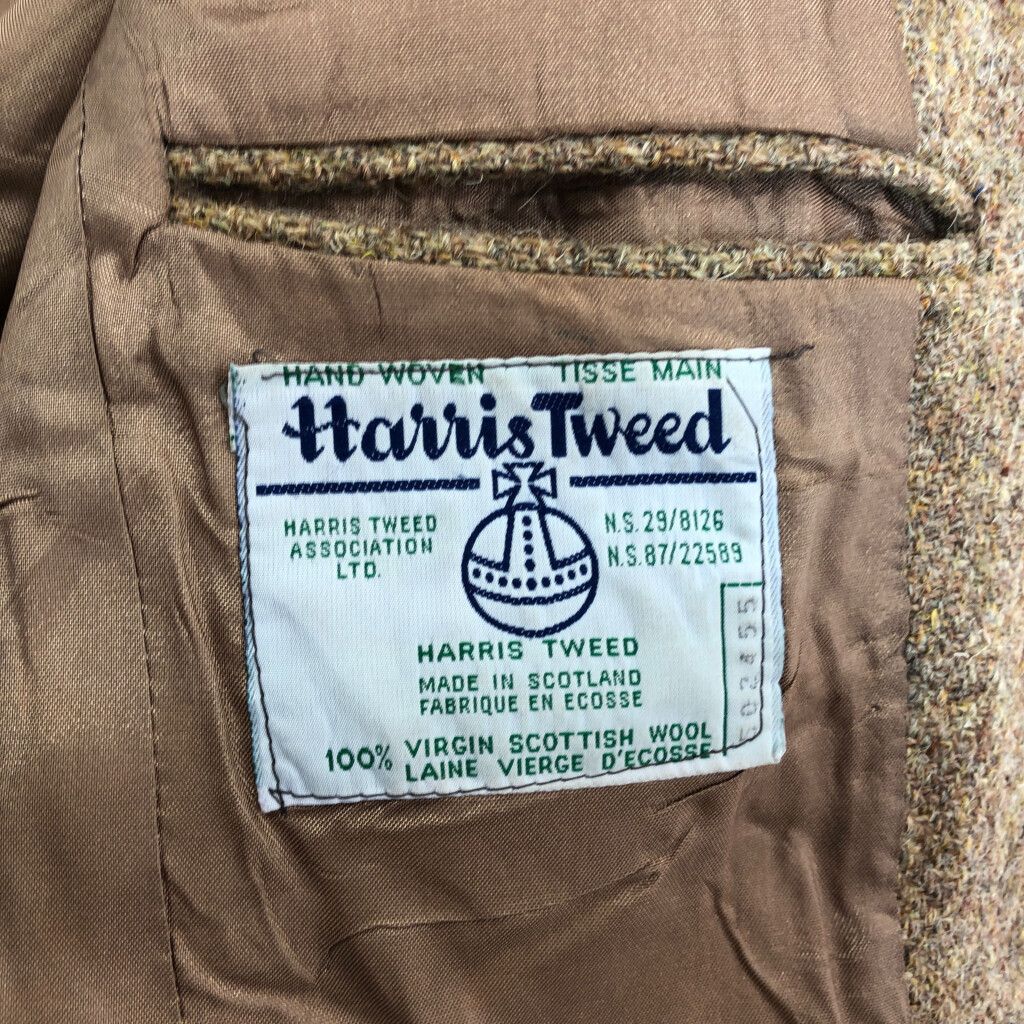 HAND WOVEN TISSE MAIN
Harris Tweed
HARRIS TWEED
ASSOCIATION
LTD.
N.S. 29/8126
N.S. 87/22589
HARRIS TWEED
MADE IN SCOTLAND
FABRIQUE EN ECOSSE
100% VIRGIN SCOTTISH WOOL
LAINE VIERGE D'ECOSSE